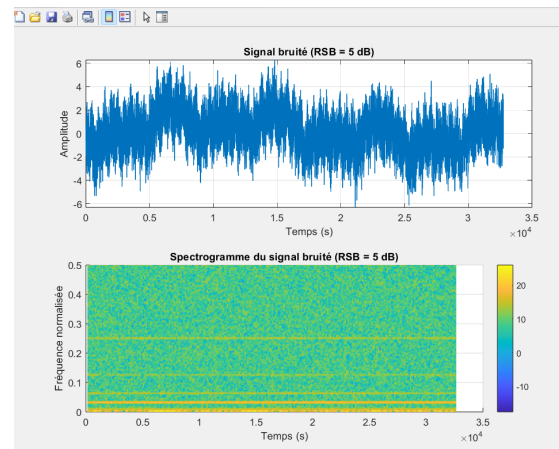 Signal bruité (RSB = 5 dB)
6
4
2
0
-2
-4
-6
Amplitude
0 0.5 1 1.5 2 2.5 3 3.5 4
Temps (s)
×10⁴
Spectrogramme du signal bruité (RSB = 5 dB)
0.5
0.4
0.3
0.2
0.1
0
Fréquence normalisée
0 0.5 1 1.5 2 2.5 3 3.5
Temps (s)
×10⁴
20
10
0
-10